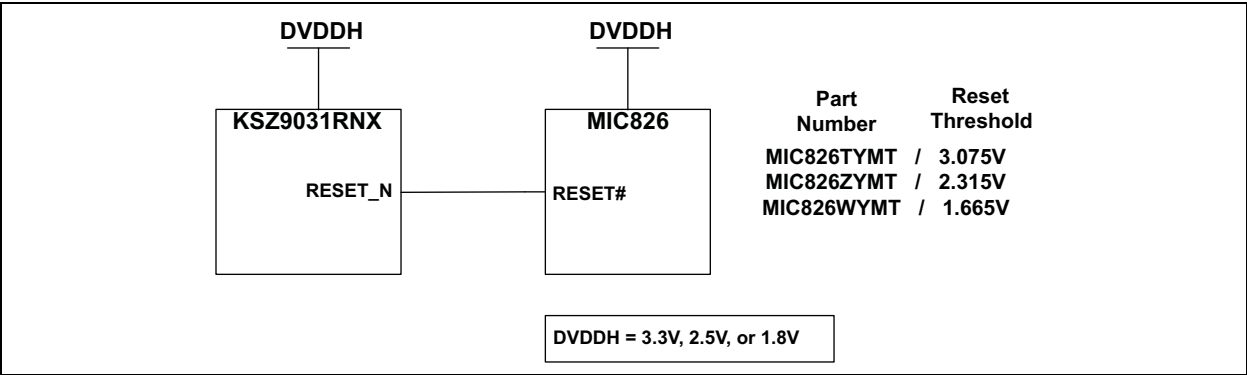 DVDDH
DVDDH
KSZ9031RNX
MIC826
RESET_N
RESET#
Part Number
Reset Threshold
MIC826TYMT / 3.075V
MIC826ZYMT / 2.315V
MIC826WYMT / 1.665V
DVDDH = 3.3V, 2.5V, or 1.8V